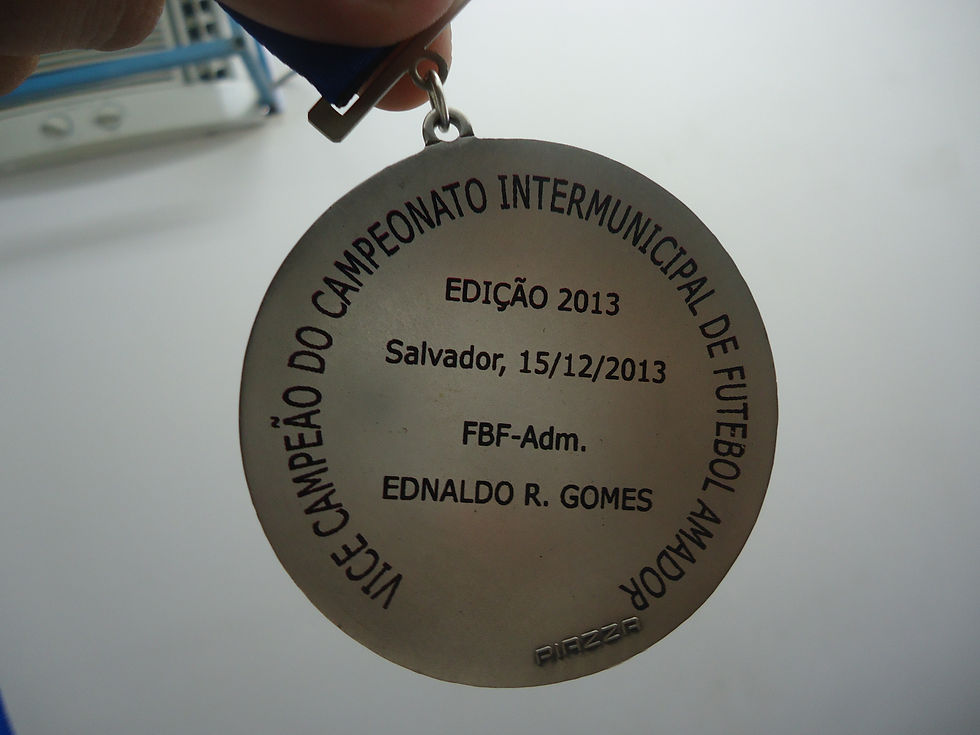 VICE CAMPEÃO DO CAMPEONATO INTERMUNICIPAL DE FUTEBOL AMADOR
EDIÇÃO 2013
Salvador, 15/12/2013
FBF-Adm.
EDNALDO R. GOMES
PIAZZA